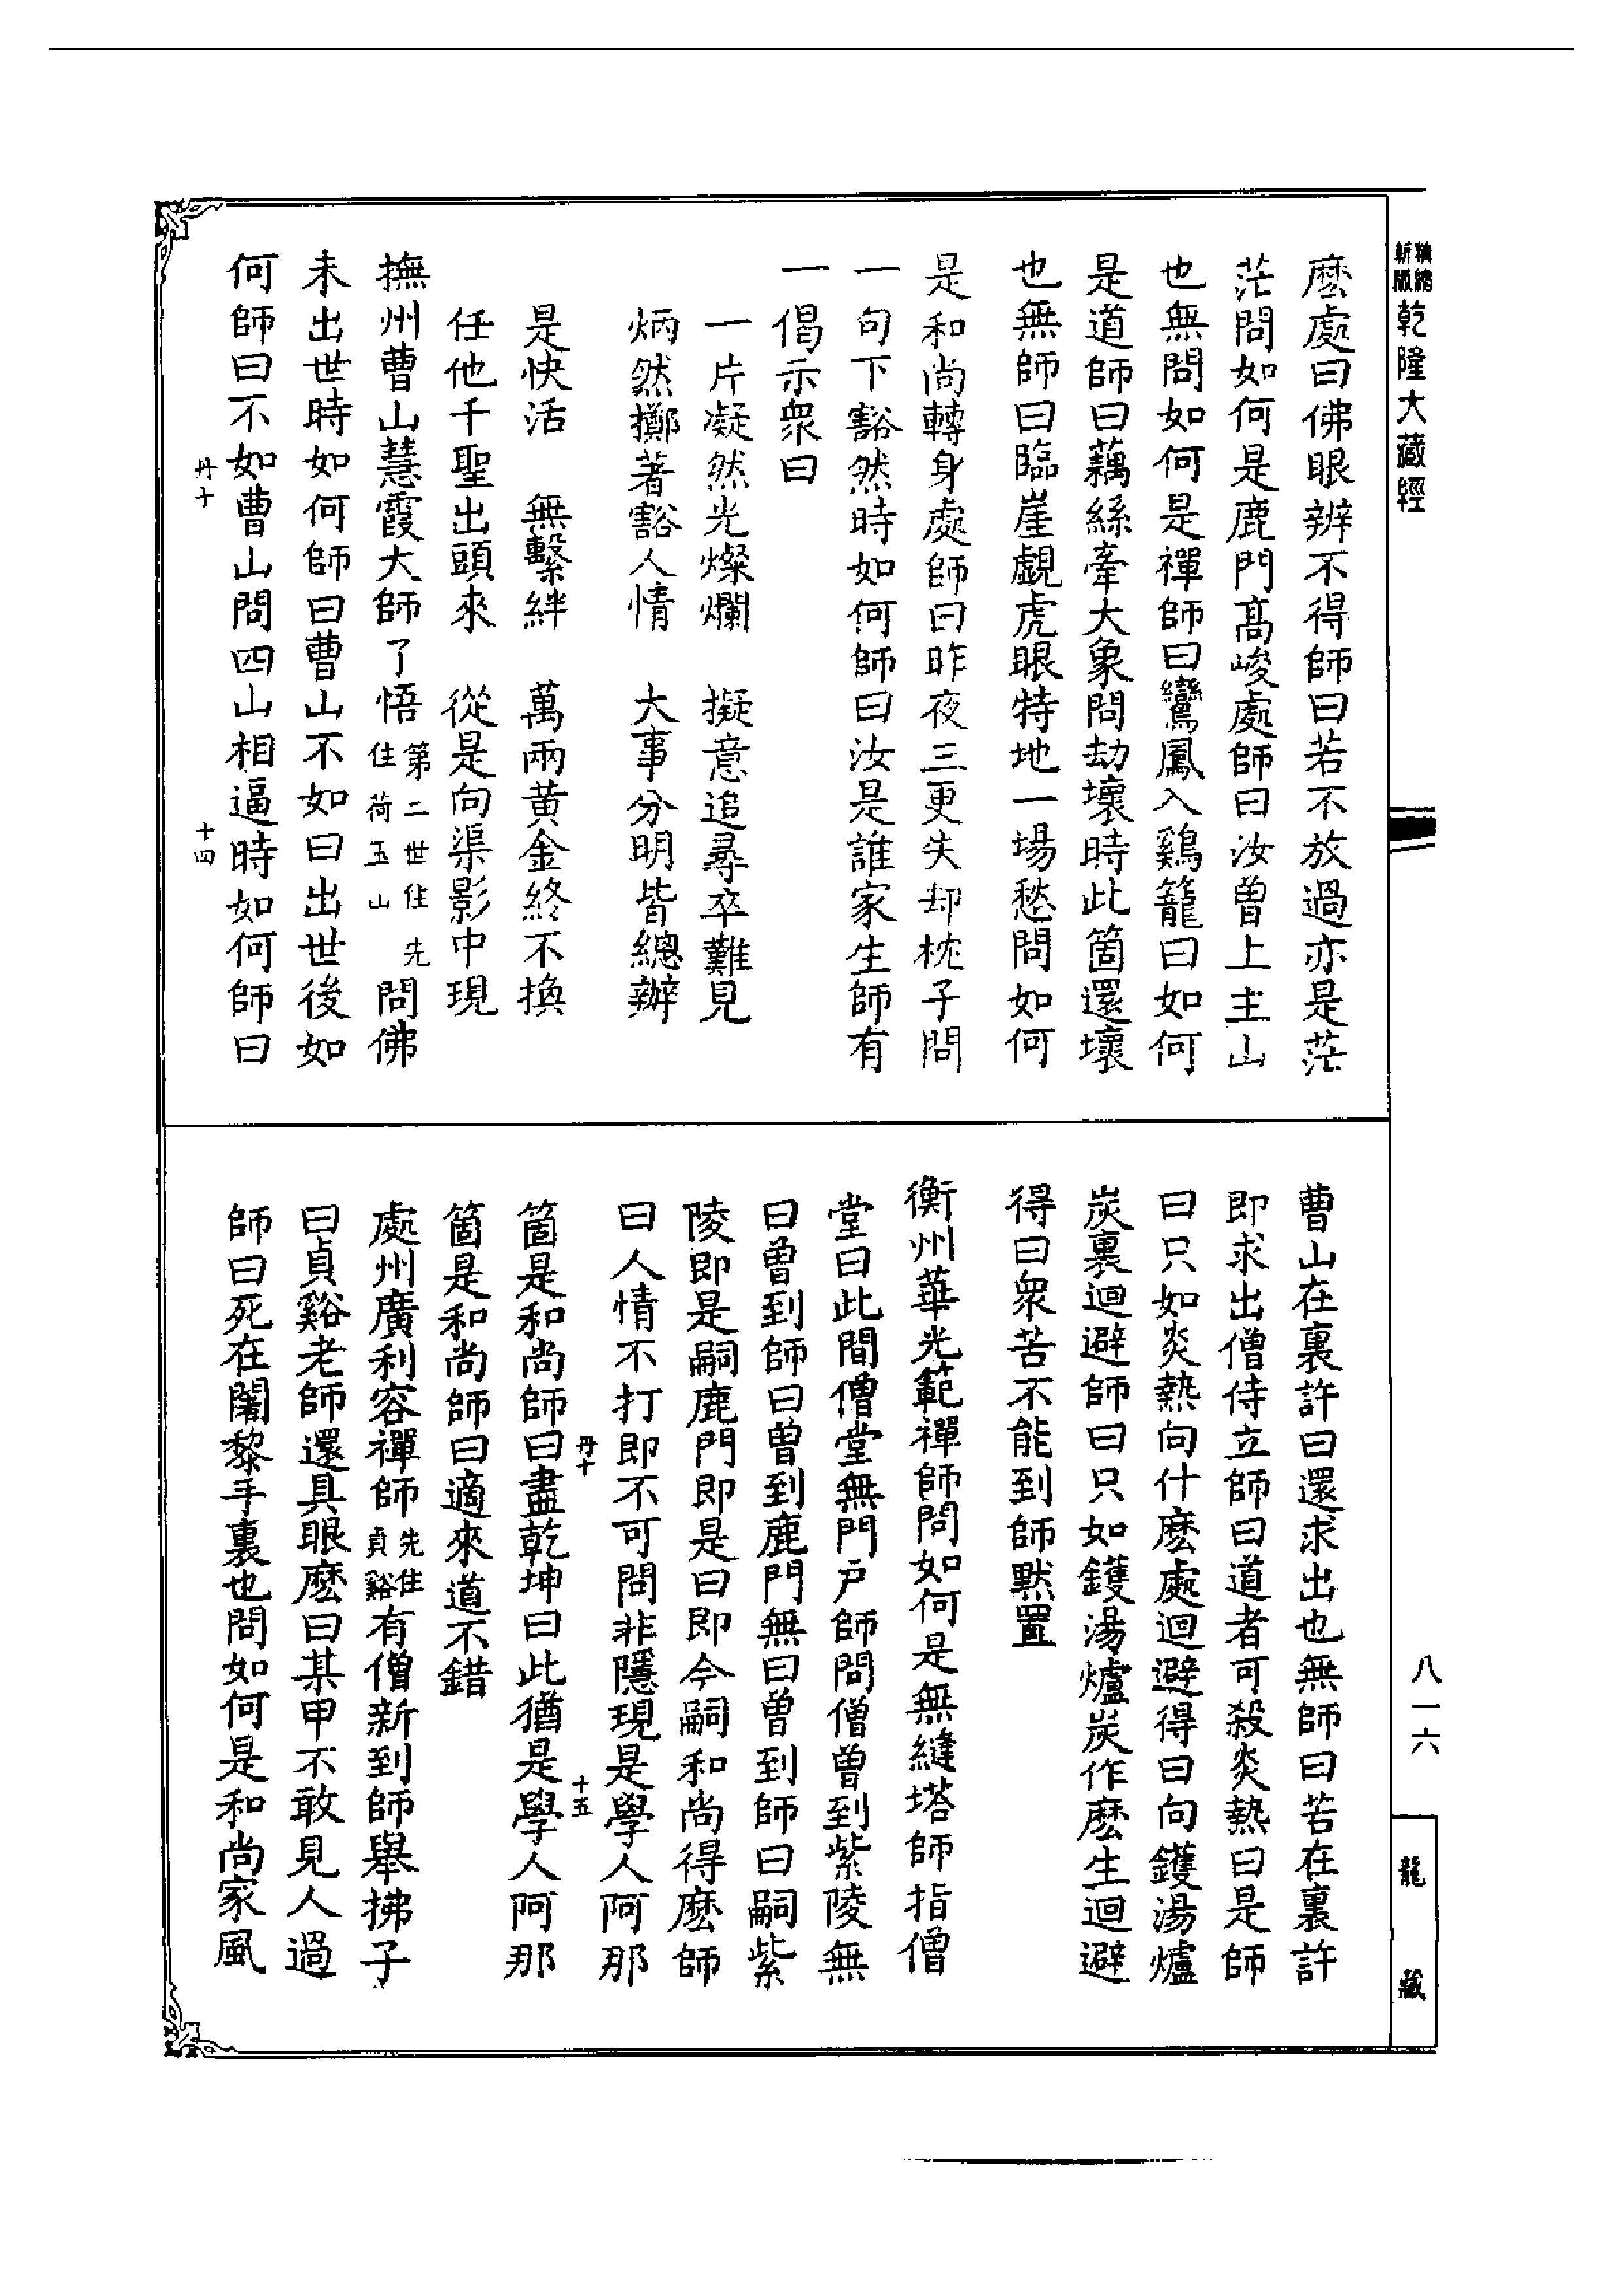 精縮
新版
乾隆大藏經
八一六
龍藏
麽處曰佛眼辨不得師曰若不放過亦是茫
茫問如何是鹿門高峻處師曰汝曾上主山
也無問如何是禪師曰鸞鳳入鷄籠曰如何
是道師曰藕絲牽大象問劫壞時此箇還壞
也無師曰臨崖覷虎眼特地一場愁問如何
是和尚轉身處師曰昨夜三更失却枕子問
一句下豁然時如何師曰汝是誰家生師有
一偈示衆曰
一片凝然光燦爛　擬意追尋卒難見
炳然擲著豁人情　大事分明皆總辦
是快活　無繫絆　萬兩黃金終不換
任他千聖出頭來　從是向渠影中現
撫州曹山慧霞大師了悟第二世住先住荷玉山問佛
未出世時如何師曰曹山不如曰出世後如
何師曰不如曹山問四山相逼時如何師曰
丹十　十四
曹山在裏許曰還求出也無師曰若在裏許
即求出僧侍立師曰道者可殺炎熱曰是師
曰只如炎熱向什麽處迴避得曰向鑊湯爐
炭裏迴避師曰只如鑊湯爐炭作麽生迴避
得曰衆苦不能到師默置
衡州華光範禪師問如何是無縫塔師指僧
堂曰此間僧堂無門戶師問僧曾到紫陵無
曰曾到師曰曾到鹿門無曰曾到師曰嗣紫
陵即是嗣鹿門即是曰即今嗣和尚得麽師
曰人情不打即不可問非隱現是學人阿那
丹十　十五
箇是和尚師曰盡乾坤曰此猶是學人阿那
箇是和尚師曰適來道不錯
處州廣利容禪師先住貞谿有僧新到師舉拂子
曰貞谿老師還具眼麽曰某甲不敢見人過
師曰死在闍黎手裏也問如何是和尚家風